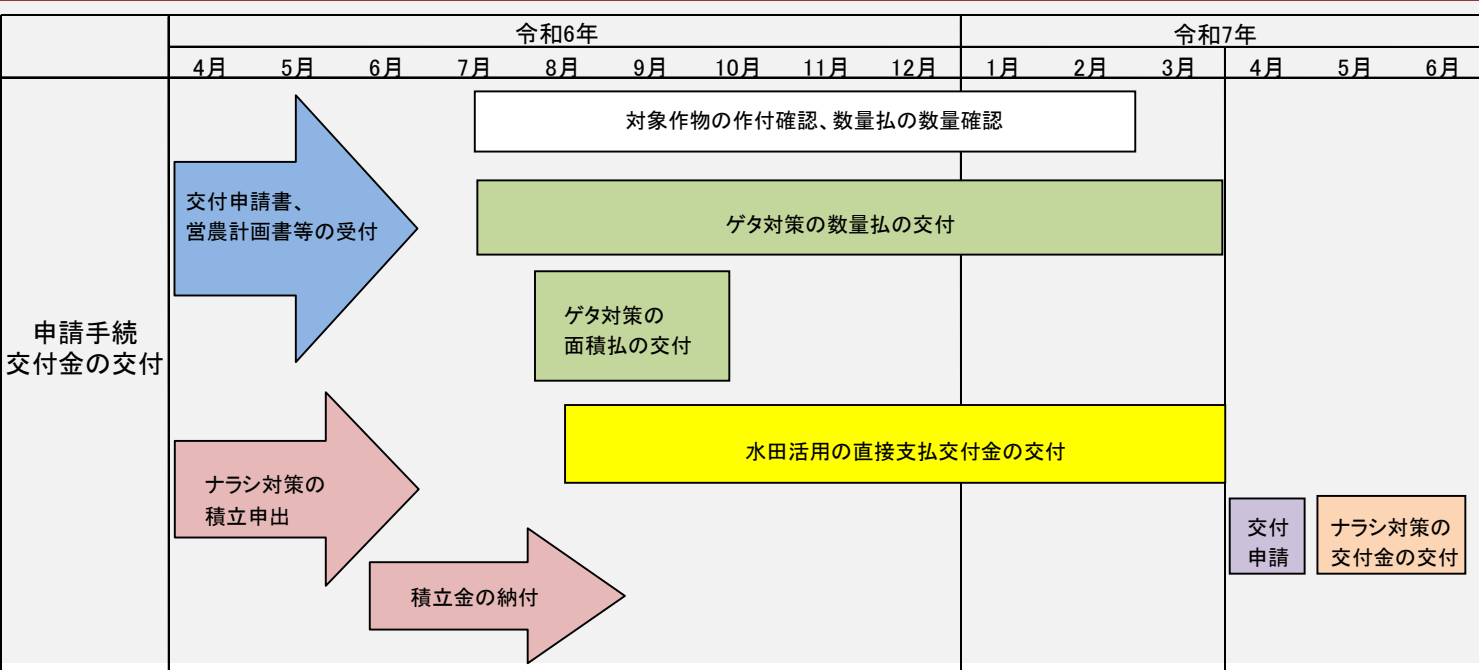 令和6年
令和7年
4月 5月 6月 7月 8月 9月 10月 11月 12月 1月 2月 3月 4月 5月 6月
申請手続
交付金の交付
対象作物の作付確認、数量払の数量確認
交付申請書、
営農計画書等の受付
ゲタ対策の数量払の交付
ゲタ対策の
面積払の交付
水田活用の直接支払交付金の交付
ナラシ対策の
積立申出
交付
申請
ナラシ対策の
交付金の交付
積立金の納付